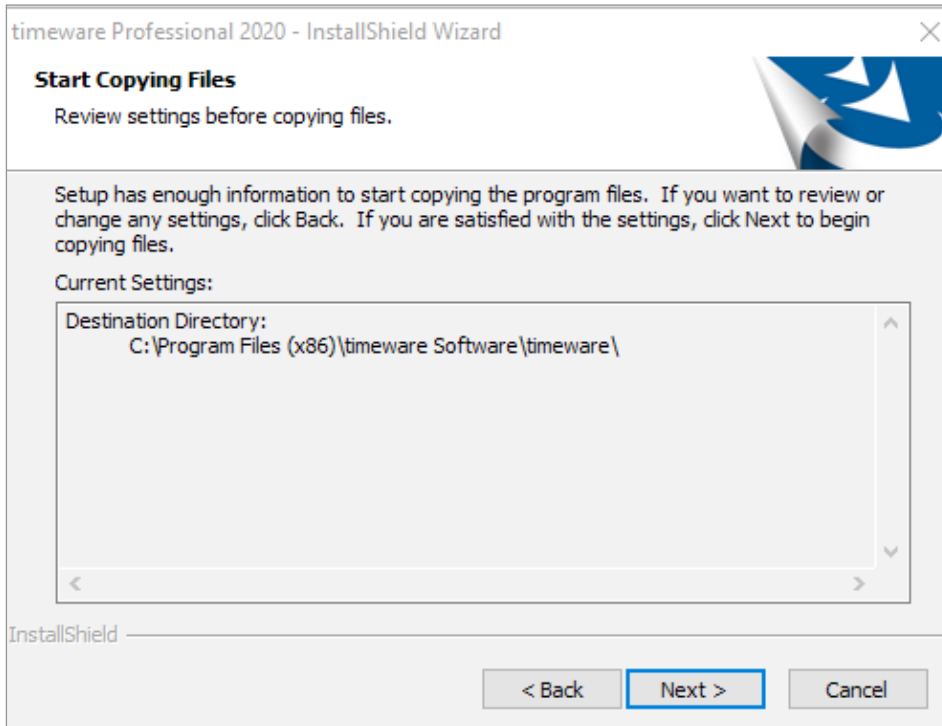 timeware Professional 2020 - InstallShield Wizard
Start Copying Files
Review settings before copying files.
Setup has enough information to start copying the program files.  If you want to review or
change any settings, click Back.  If you are satisfied with the settings, click Next to begin
copying files.
Current Settings:
Destination Directory:
C:\Program Files (x86)\timeware Software\timeware\
InstallShield
< Back
Next >
Cancel